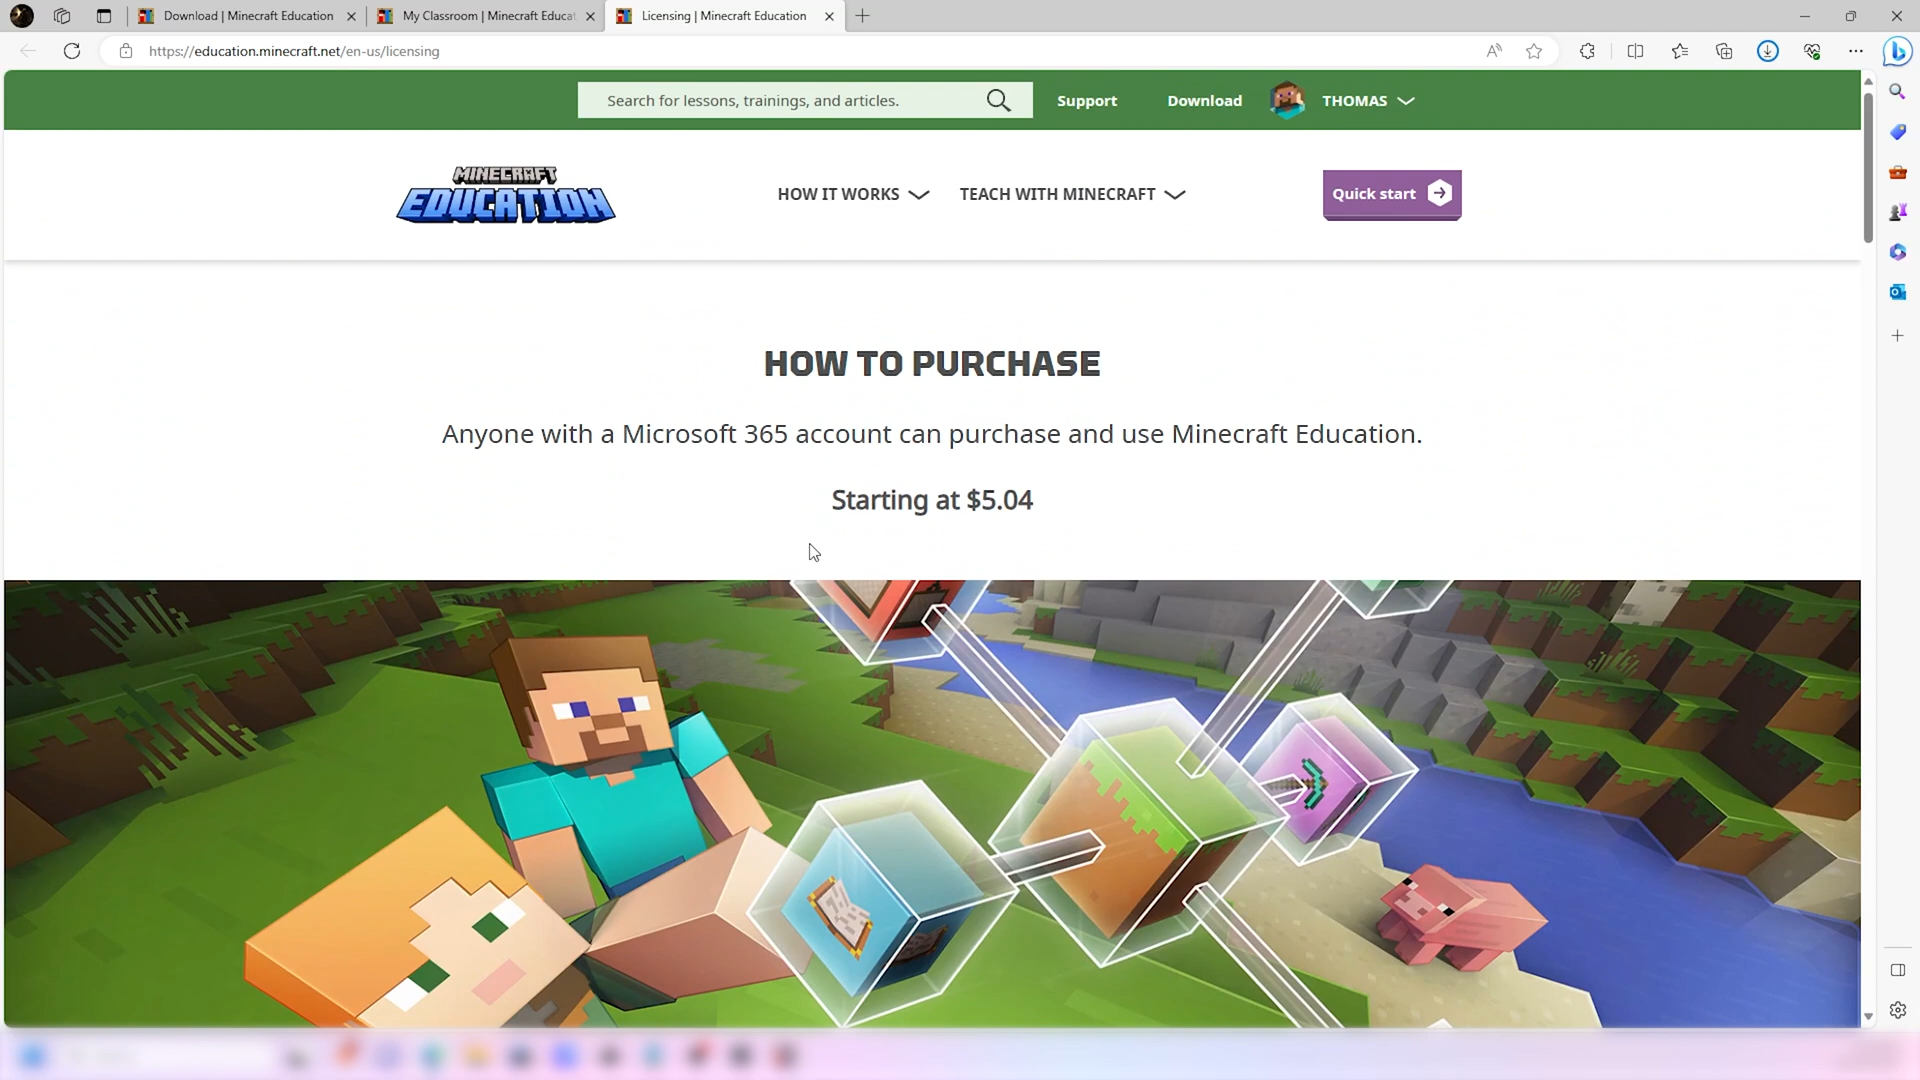 Download | Minecraft Education
My Classroom | Minecraft Educat
Licensing | Minecraft Education
https://education.minecraft.net/en-us/licensing
Search for lessons, trainings, and articles.
Support
Download
THOMAS
MINECRAFT
EDUCATION
HOW IT WORKS
TEACH WITH MINECRAFT
Quick start
HOW TO PURCHASE
Anyone with a Microsoft 365 account can purchase and use Minecraft Education.
Starting at $5.04